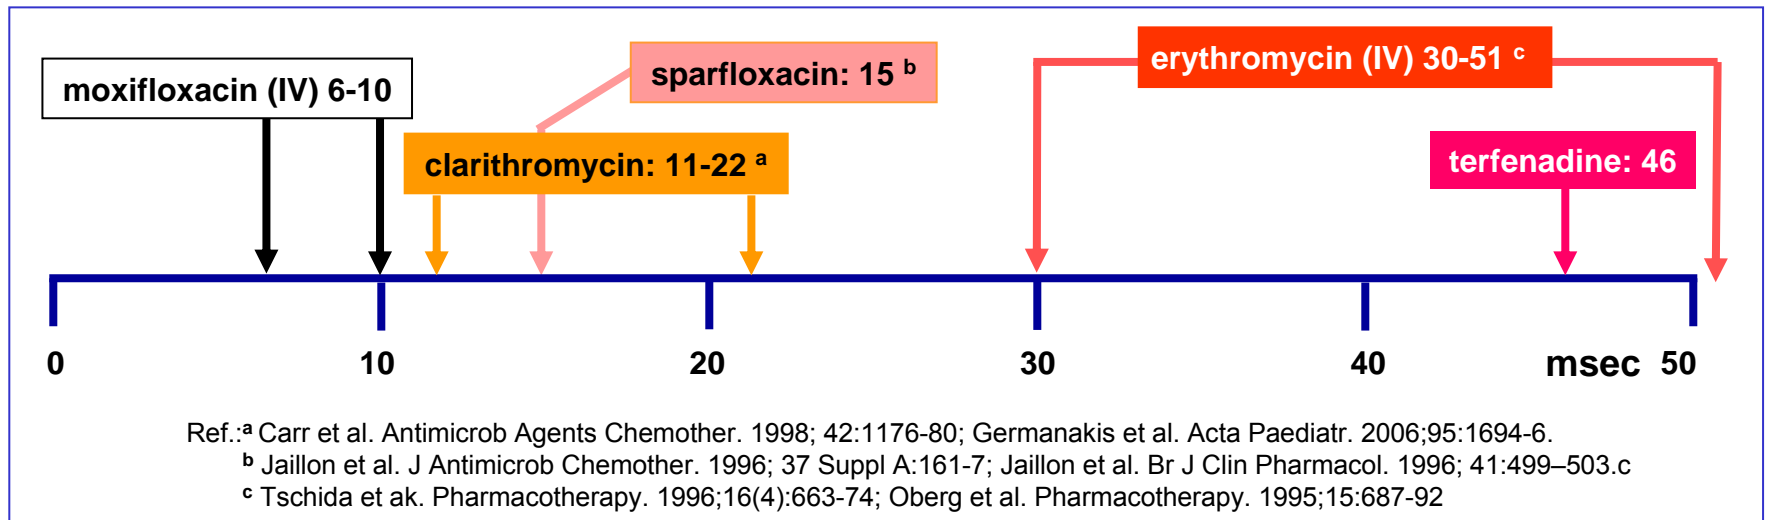 moxifloxacin (IV) 6-10
sparfloxacin: 15 b
erythromycin (IV) 30-51 c
clarithromycin: 11-22 a
terfenadine: 46
0 10 20 30 40 msec 50
Ref.:a Carr et al. Antimicrob Agents Chemother. 1998; 42:1176-80; Germanakis et al. Acta Paediatr. 2006;95:1694-6.
b Jaillon et al. J Antimicrob Chemother. 1996; 37 Suppl A:161-7; Jaillon et al. Br J Clin Pharmacol. 1996; 41:499–503.c
c Tschida et ak. Pharmacotherapy. 1996;16(4):663-74; Oberg et al. Pharmacotherapy. 1995;15:687-92